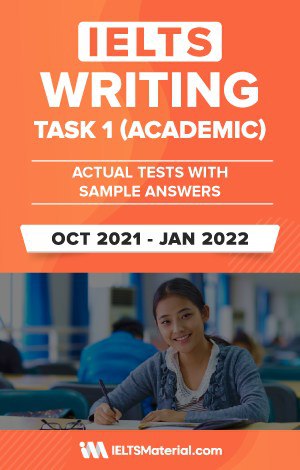 IELTS
WRITING
TASK 1 (ACADEMIC)
ACTUAL TESTS WITH
SAMPLE ANSWERS
OCT 2021 - JAN 2022
IELTSMaterial.com